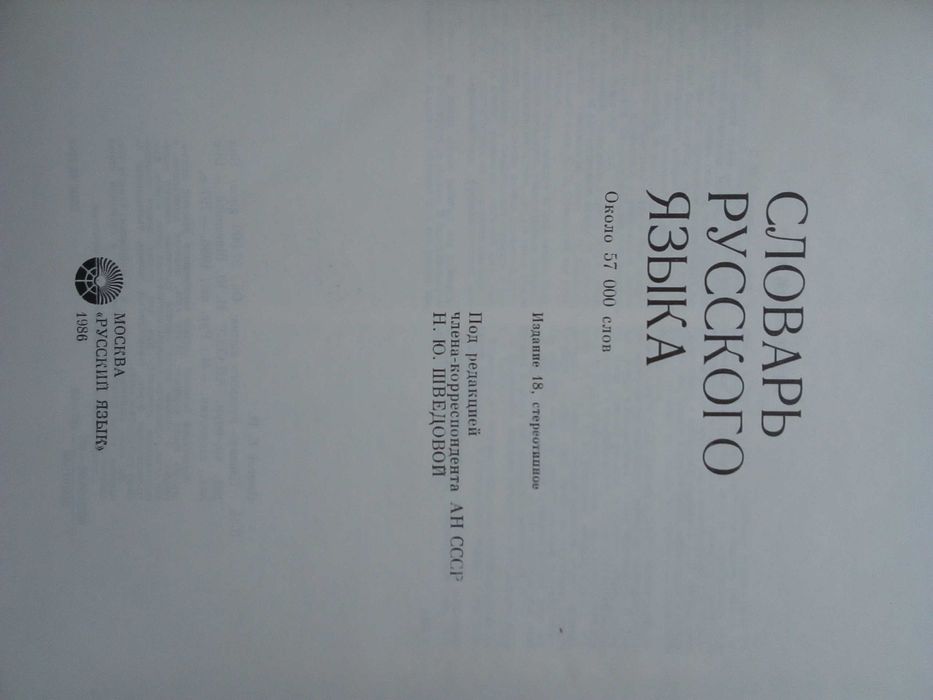 СЛОВАРЬ
РУССКОГО
ЯЗЫКА
Около 57 000 слов
Издание 18, стереотипное
Под редакцией
члена-корреспондента АН СССР
Н. Ю. ШВЕДОВОЙ
МОСКВА
«РУССКИЙ ЯЗЫК»
1986